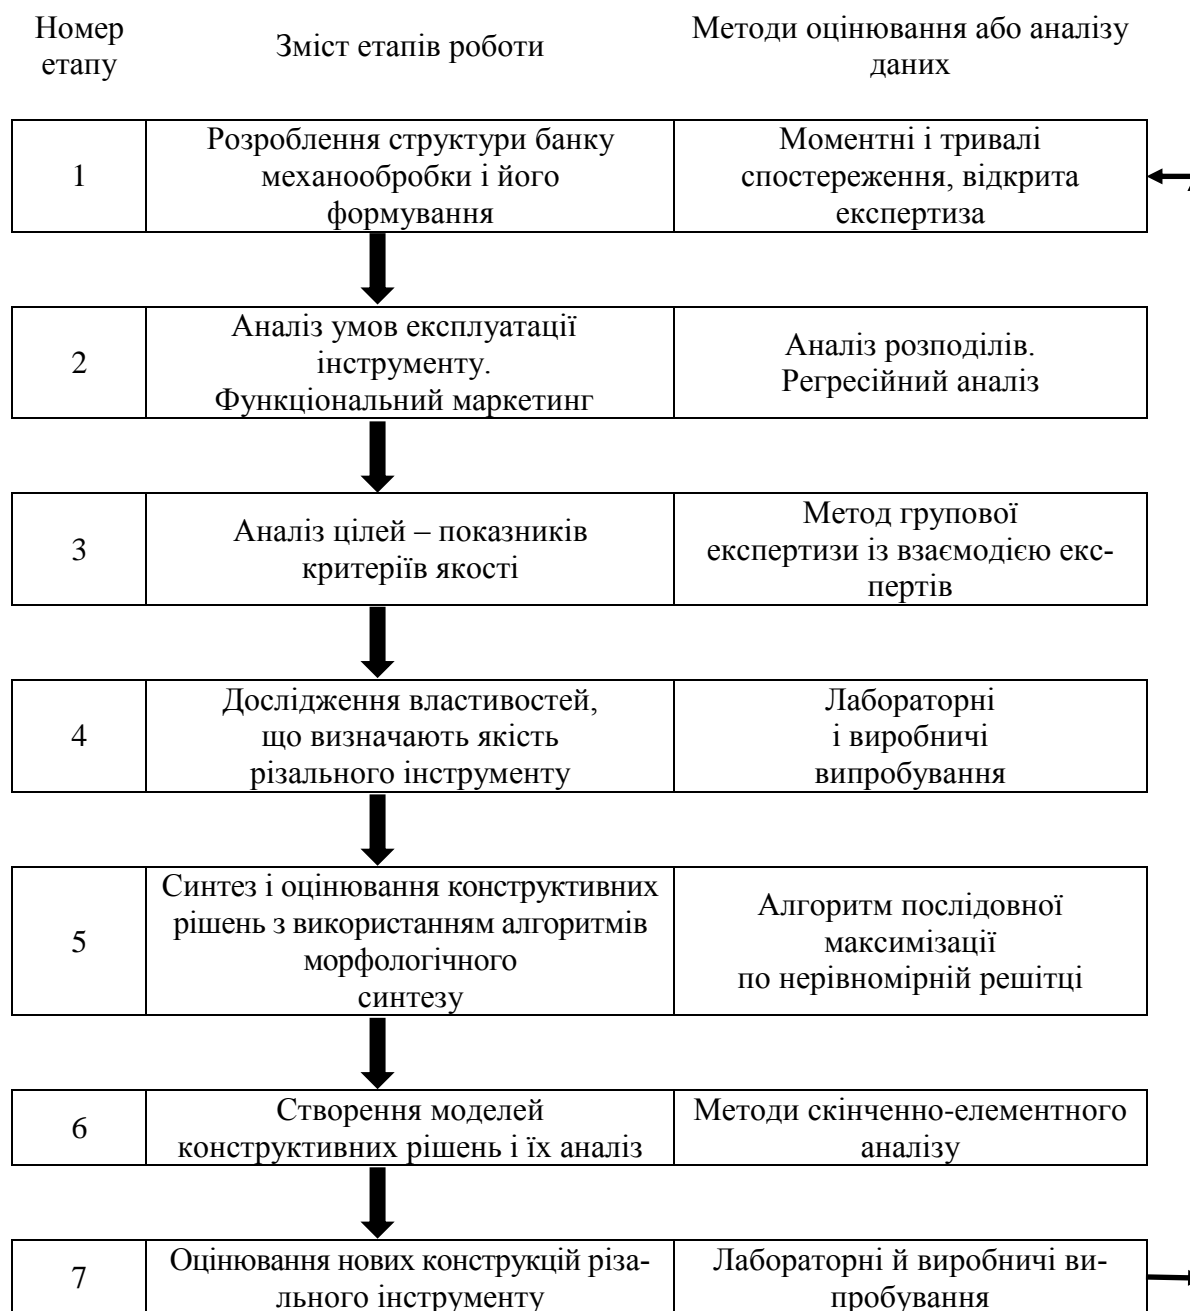 Номер
етапу
Зміст етапів роботи
Методи оцінювання або аналізу
даних
1
Розроблення структури банку
механообробки і його
формування
Моментні і тривалі
спостереження, відкрита
експертиза
2
Аналіз умов експлуатації
інструменту.
Функціональний маркетинг
Аналіз розподілів.
Регресійний аналіз
3
Аналіз цілей – показників
критеріїв якості
Метод групової
експертизи із взаємодією екс-
пертів
4
Дослідження властивостей,
що визначають якість
різального інструменту
Лабораторні
і виробничі
випробування
5
Синтез і оцінювання конструктивних
рішень з використанням алгоритмів
морфологічного
синтезу
Алгоритм послідовної
максимізації
по нерівномірній решітці
6
Створення моделей
конструктивних рішень і їх аналіз
Методи скінченно-елементного
аналізу
7
Оцінювання нових конструкцій різа-
льного інструменту
Лабораторні й виробничі ви-
пробування